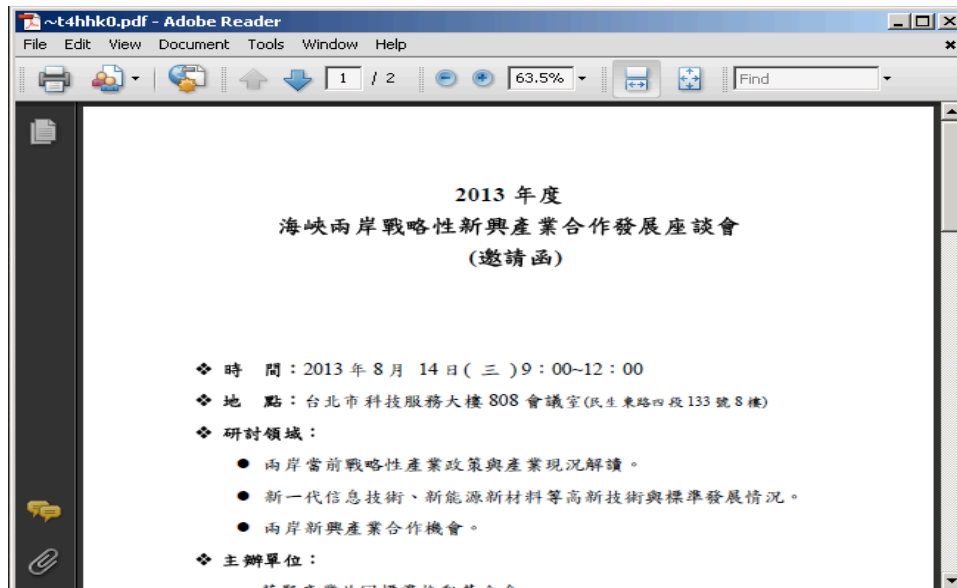 ~t4hhk0.pdf - Adobe Reader
File Edit View Document Tools Window Help
1 / 2 63.5% Find
2013 年度
海峽兩岸戰略性新興產業合作發展座談會
(邀請函)
❖ 時 間：2013 年 8 月 14 日( 三 )9：00~12：00
❖ 地 點：台北市科技服務大樓 808 會議室(民生東路四段 133 號 8 樓)
❖ 研討領域：
● 兩岸當前戰略性產業政策與產業現況解讀。
● 新一代信息技術、新能源新材料等高新技術與標準發展情況。
● 兩岸新興產業合作機會。
❖ 主辦單位：